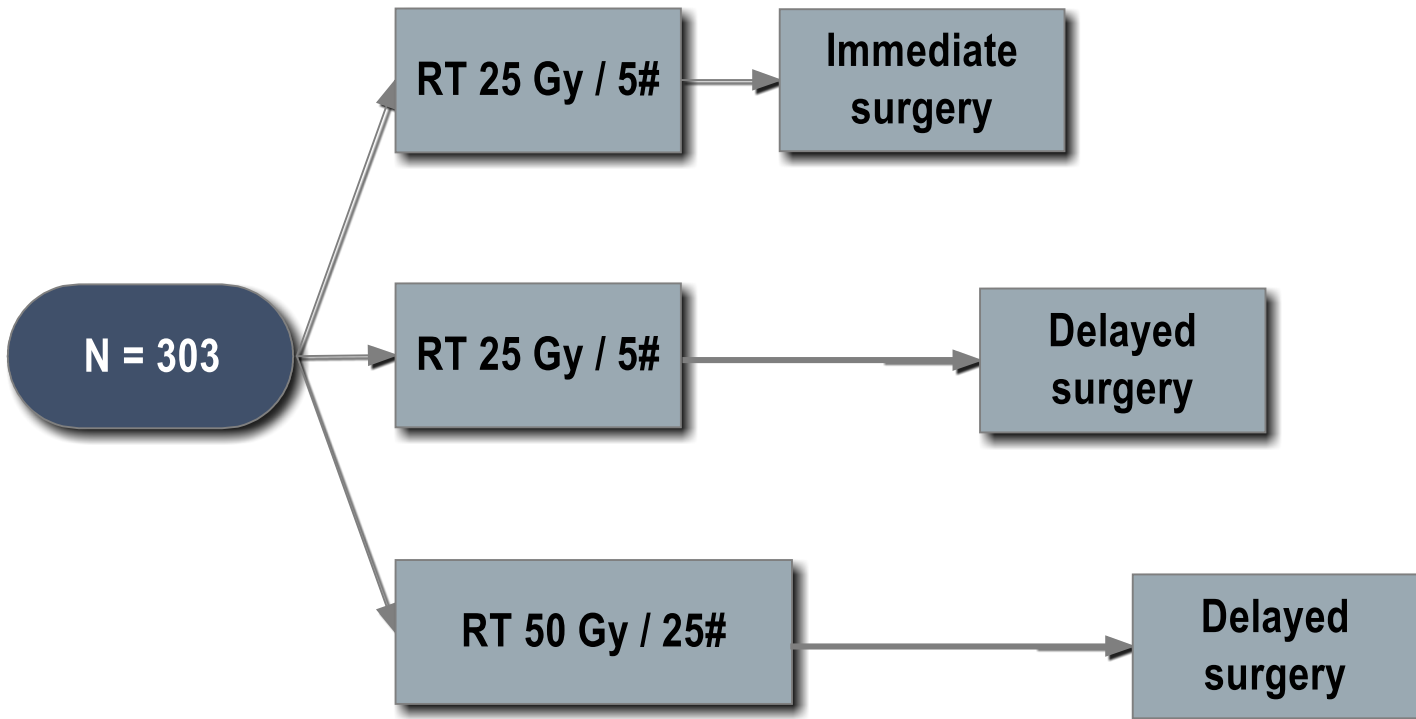 RT 25 Gy / 5#
Immediate
surgery
N = 303
RT 25 Gy / 5#
Delayed
surgery
RT 50 Gy / 25#
Delayed
surgery